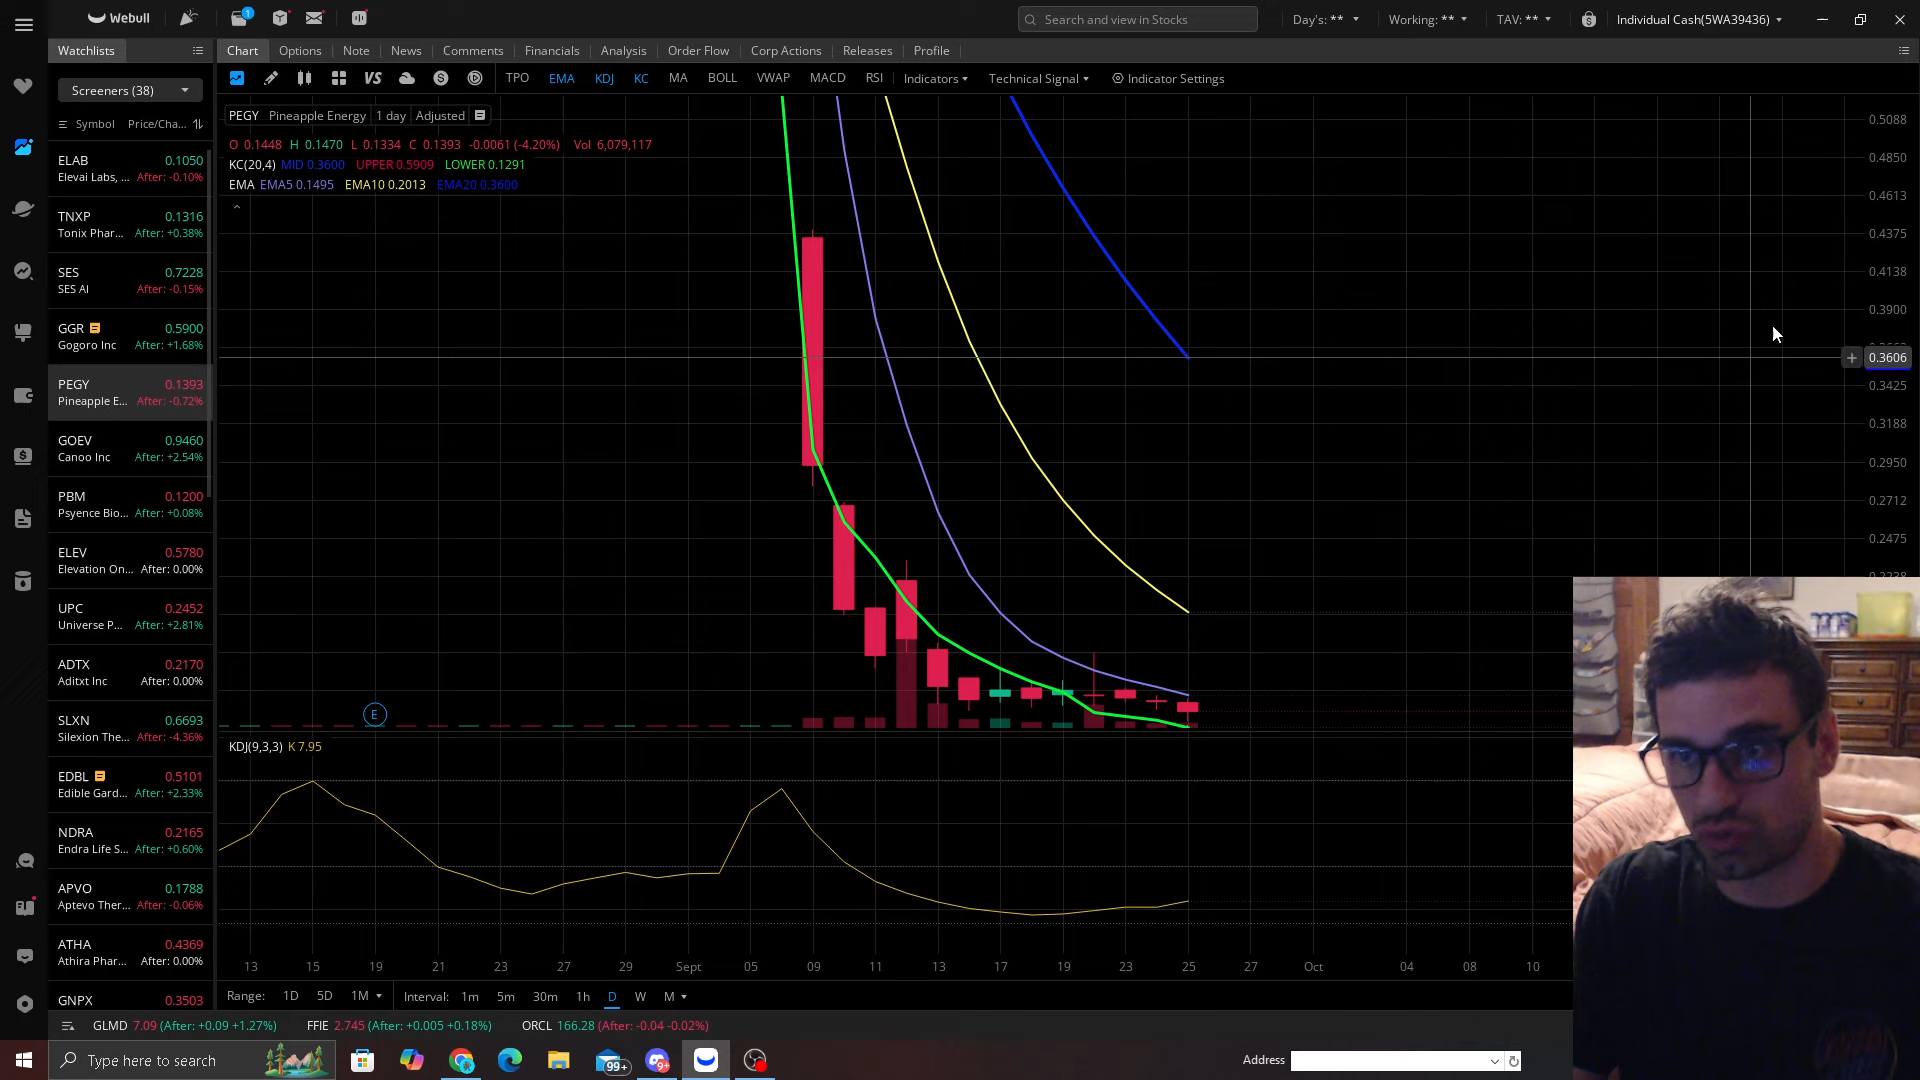 Webull
1
Search and view in Stocks
Day's: **
Working: **
TAV: **
Individual Cash(5WA39436)
Watchlists
Chart Options Note News Comments Financials Analysis Order Flow Corp Actions Releases Profile
Screeners (38)
VS TPO EMA KDJ KC MA BOLL VWAP MACD RSI Indicators Technical Signal Indicator Settings
Symbol Price/Cha...
PEGY Pineapple Energy 1 day Adjusted
O 0.1448 H 0.1470 L 0.1334 C 0.1393 -0.0061 (-4.20%) Vol 6,079,117
KC(20,4) MID 0.3600 UPPER 0.5909 LOWER 0.1291
EMA EMA5 0.1495 EMA10 0.2013 EMA20 0.3600
ELAB 0.1050
Elevai Labs, ... After: -0.10%
TNXP 0.1316
Tonix Phar... After: +0.38%
SES 0.7228
SES AI After: -0.15%
GGR 0.5900
Gogoro Inc After: +1.68%
PEGY 0.1393
Pineapple E... After: -0.72%
GOEV 0.9460
Canoo Inc After: +2.54%
PBM 0.1200
Psyence Bio... After: +0.08%
ELEV 0.5780
Elevation On... After: 0.00%
UPC 0.2452
Universe P... After: +2.81%
ADTX 0.2170
Aditxt Inc After: 0.00%
SLXN 0.6693
Silexion The... After: -4.36%
EDBL 0.5101
Edible Gard... After: +2.33%
NDRA 0.2165
Endra Life S... After: +0.60%
APVO 0.1788
Aptevo Ther... After: -0.06%
ATHA 0.4369
Athira Phar... After: 0.00%
GNPX 0.3503
0.5088
0.4850
0.4613
0.4375
0.4138
0.3900
0.3606
0.3425
0.3188
0.2950
0.2712
0.2475
E
KDJ(9,3,3) K 7.95
13 15 19 21 23 27 29 Sept 05 09 11 13 17 19 23 25 27 Oct 04 08 10
Range: 1D 5D 1M Interval: 1m 5m 30m 1h D W M
GLMD 7.09 (After: +0.09 +1.27%) FFIE 2.745 (After: +0.005 +0.18%) ORCL 166.28 (After: -0.04 -0.02%)
Type here to search
99+
9+
Address